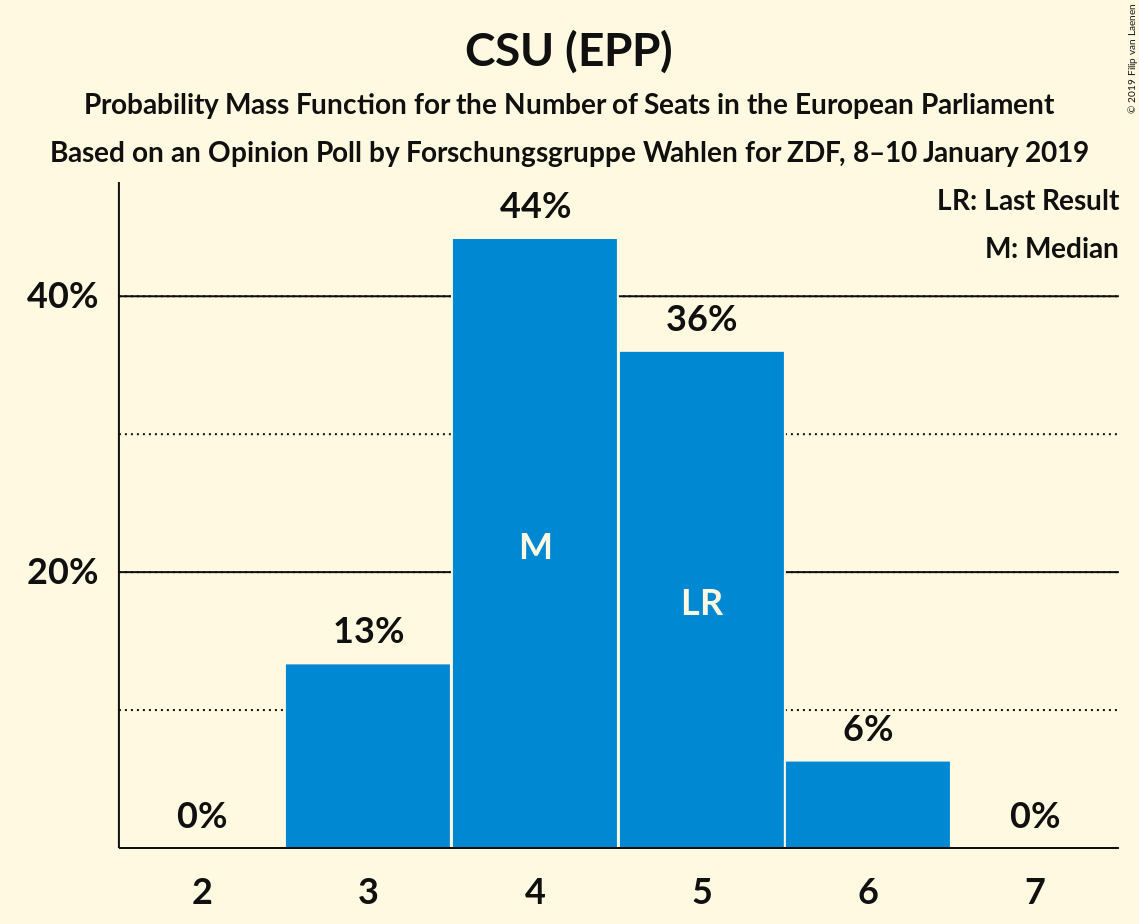 CSU (EPP)
Probability Mass Function for the Number of Seats in the European Parliament
Based on an Opinion Poll by Forschungsgruppe Wahlen for ZDF, 8–10 January 2019
© 2019 Filip van Laenen
LR: Last Result
M: Median
44%
40%
36%
M
20%
LR
13%
6%
0%
0%
2
3
4
5
6
7